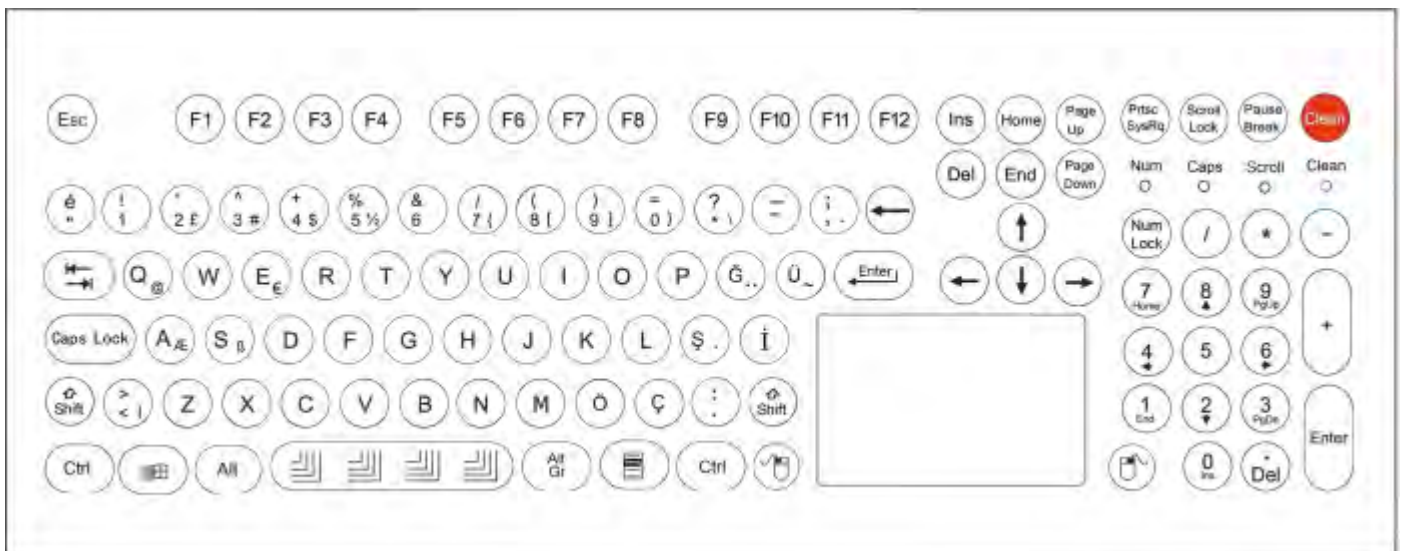 Esc F1 F2 F3 F4 F5 F6 F7 F8 F9 F10 F11 F12 Ins Home Page Up Prtsc SysRq Scroll Lock Pause Break Clean
Del End Page Down Num Caps Scroll Clean
é " ! 1 ' 2 £ ^ 3 # + 4 $ % 5 ½ & 6 / 7 { ( 8 [ ) 9 ] = 0 } ? * \ - ; , .
Num Lock / * -
Q @ W E € R T Y U I O P Ğ .. Ü ~ Enter
7 Home 8 9 PgUp +
Caps Lock A Æ S ß D F G H J K L Ş . İ
4 5 6
Shift > < | Z X C V B N M Ö Ç : . Shift
1 End 2 3 PgDn Enter
Ctrl Alt Alt Gr Ctrl
0 Ins . Del